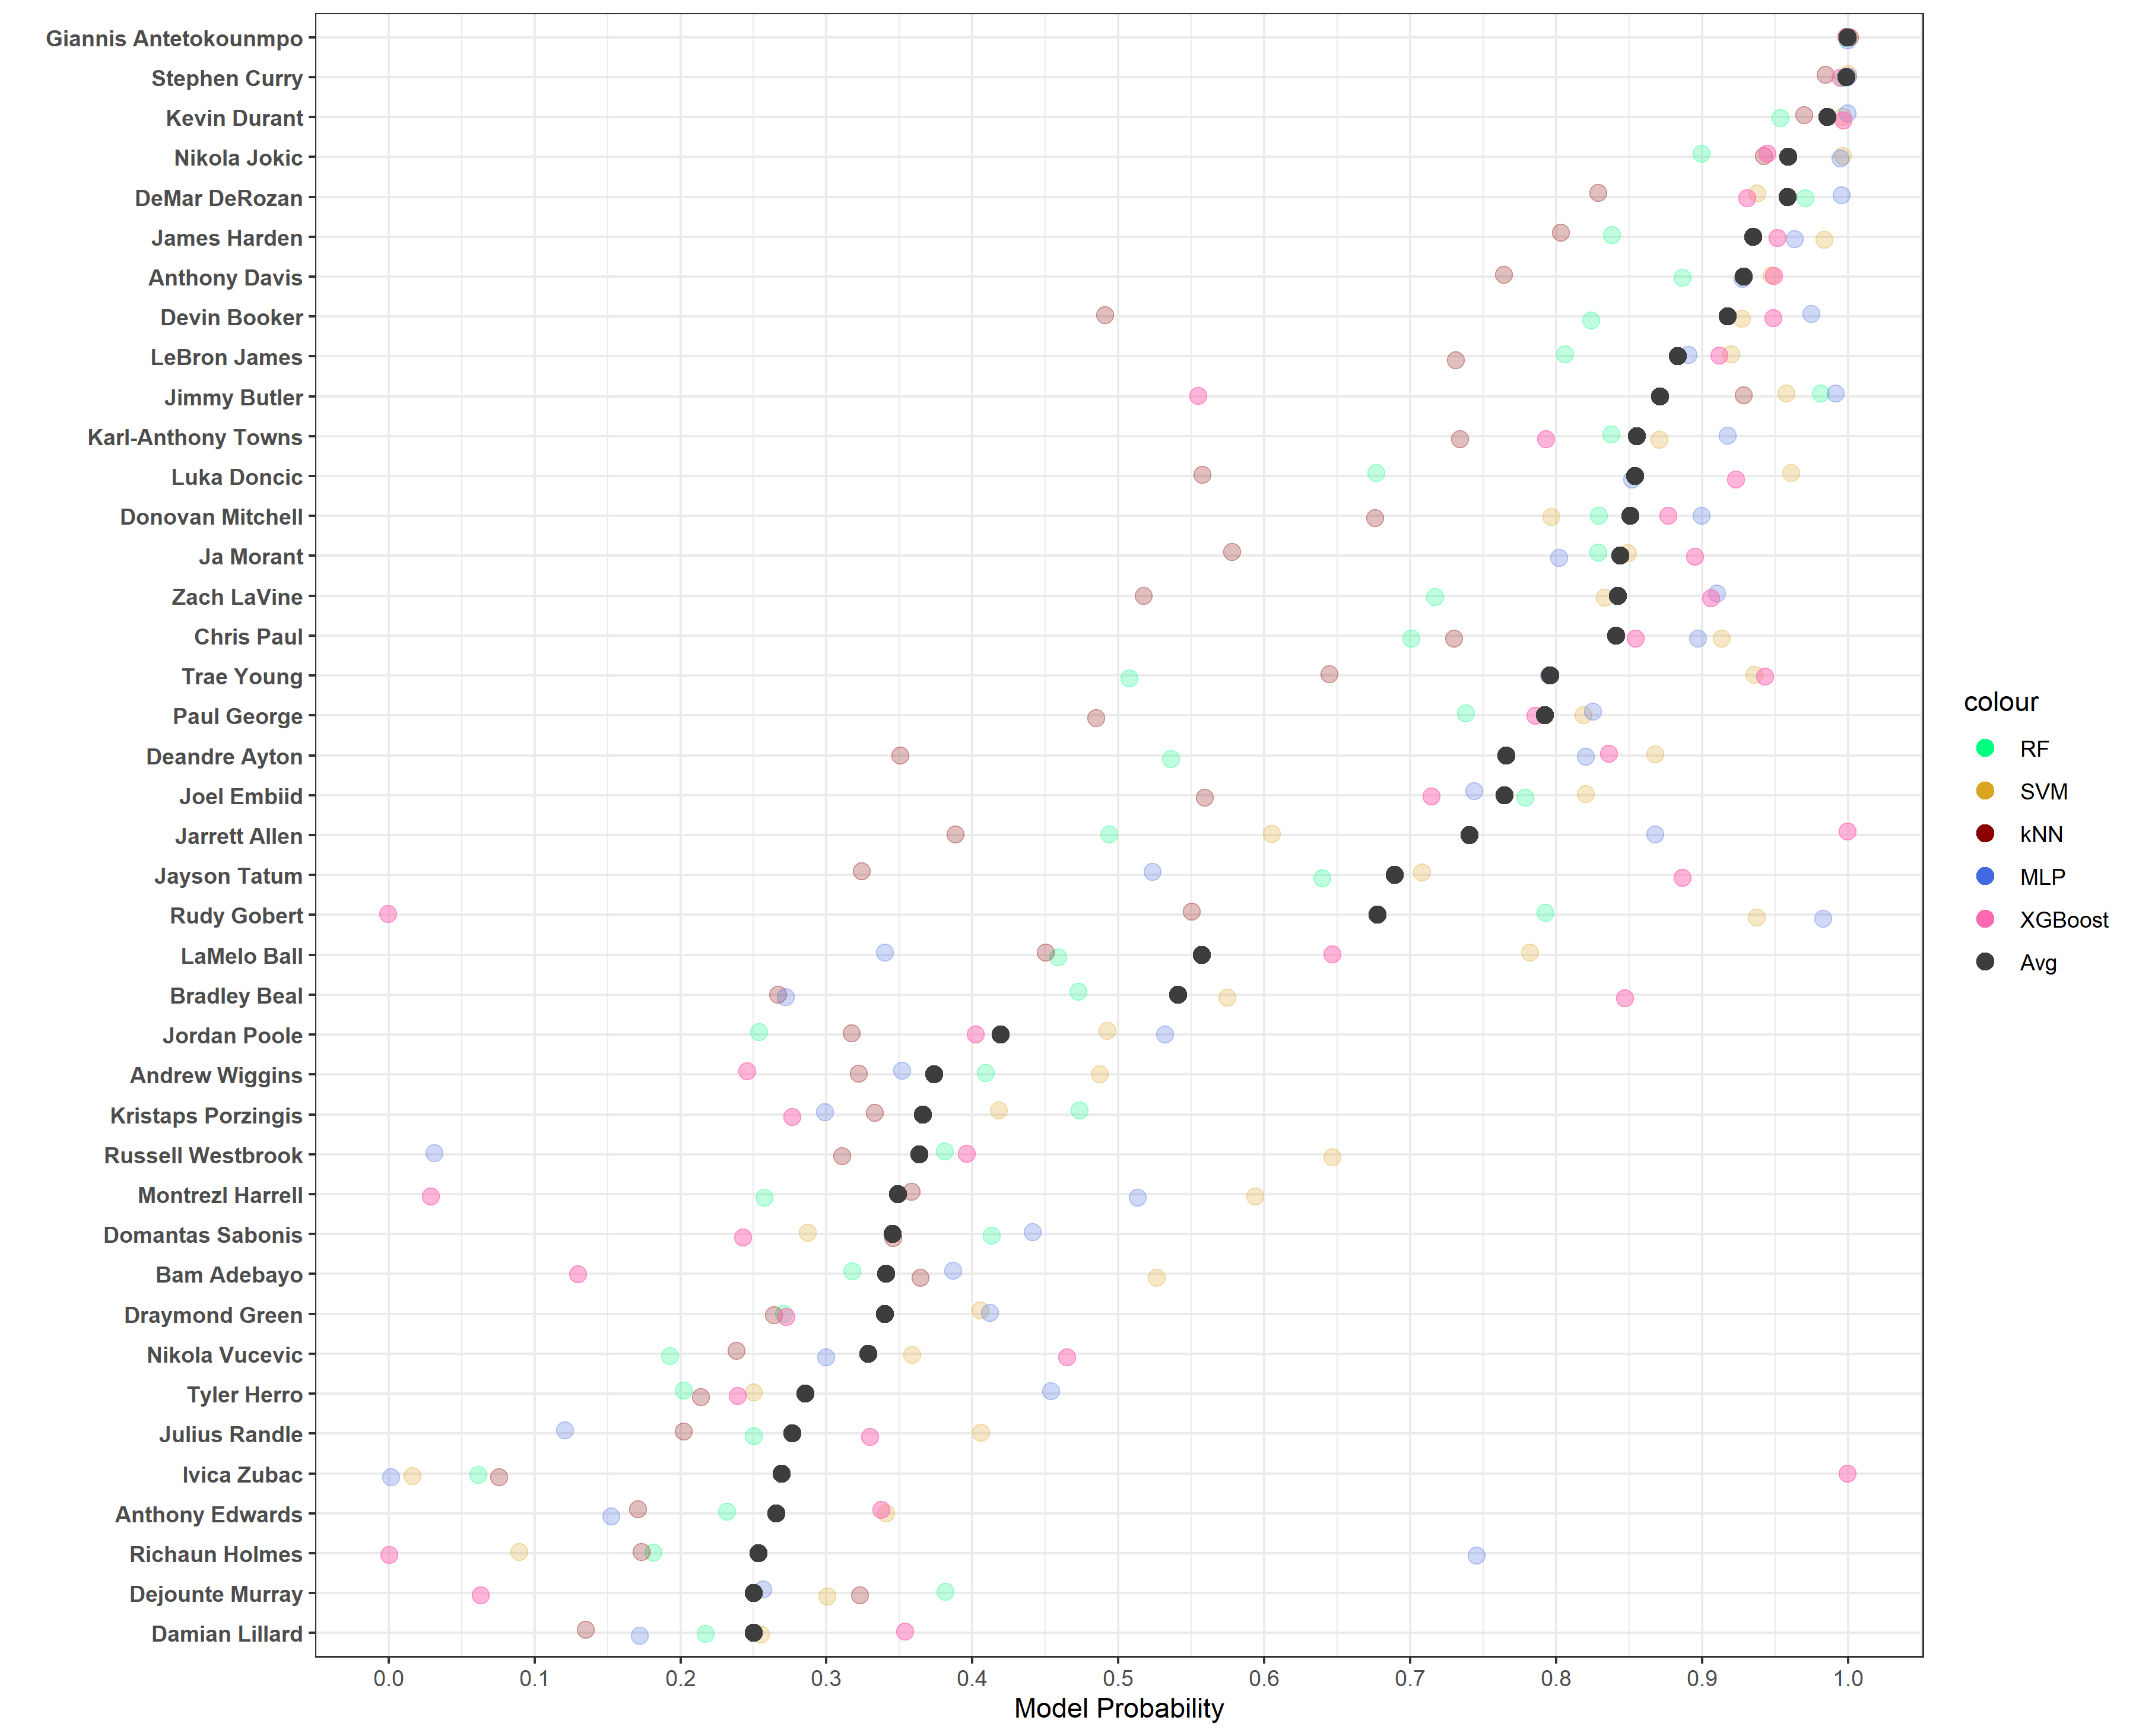 Giannis Antetokounmpo
Stephen Curry
Kevin Durant
Nikola Jokic
DeMar DeRozan
James Harden
Anthony Davis
Devin Booker
LeBron James
Jimmy Butler
Karl-Anthony Towns
Luka Doncic
Donovan Mitchell
Ja Morant
Zach LaVine
Chris Paul
Trae Young
Paul George
Deandre Ayton
Joel Embiid
Jarrett Allen
Jayson Tatum
Rudy Gobert
LaMelo Ball
Bradley Beal
Jordan Poole
Andrew Wiggins
Kristaps Porzingis
Russell Westbrook
Montrezl Harrell
Domantas Sabonis
Bam Adebayo
Draymond Green
Nikola Vucevic
Tyler Herro
Julius Randle
Ivica Zubac
Anthony Edwards
Richaun Holmes
Dejounte Murray
Damian Lillard
0.0 0.1 0.2 0.3 0.4 0.5 0.6 0.7 0.8 0.9 1.0
Model Probability
colour
RF
SVM
kNN
MLP
XGBoost
Avg